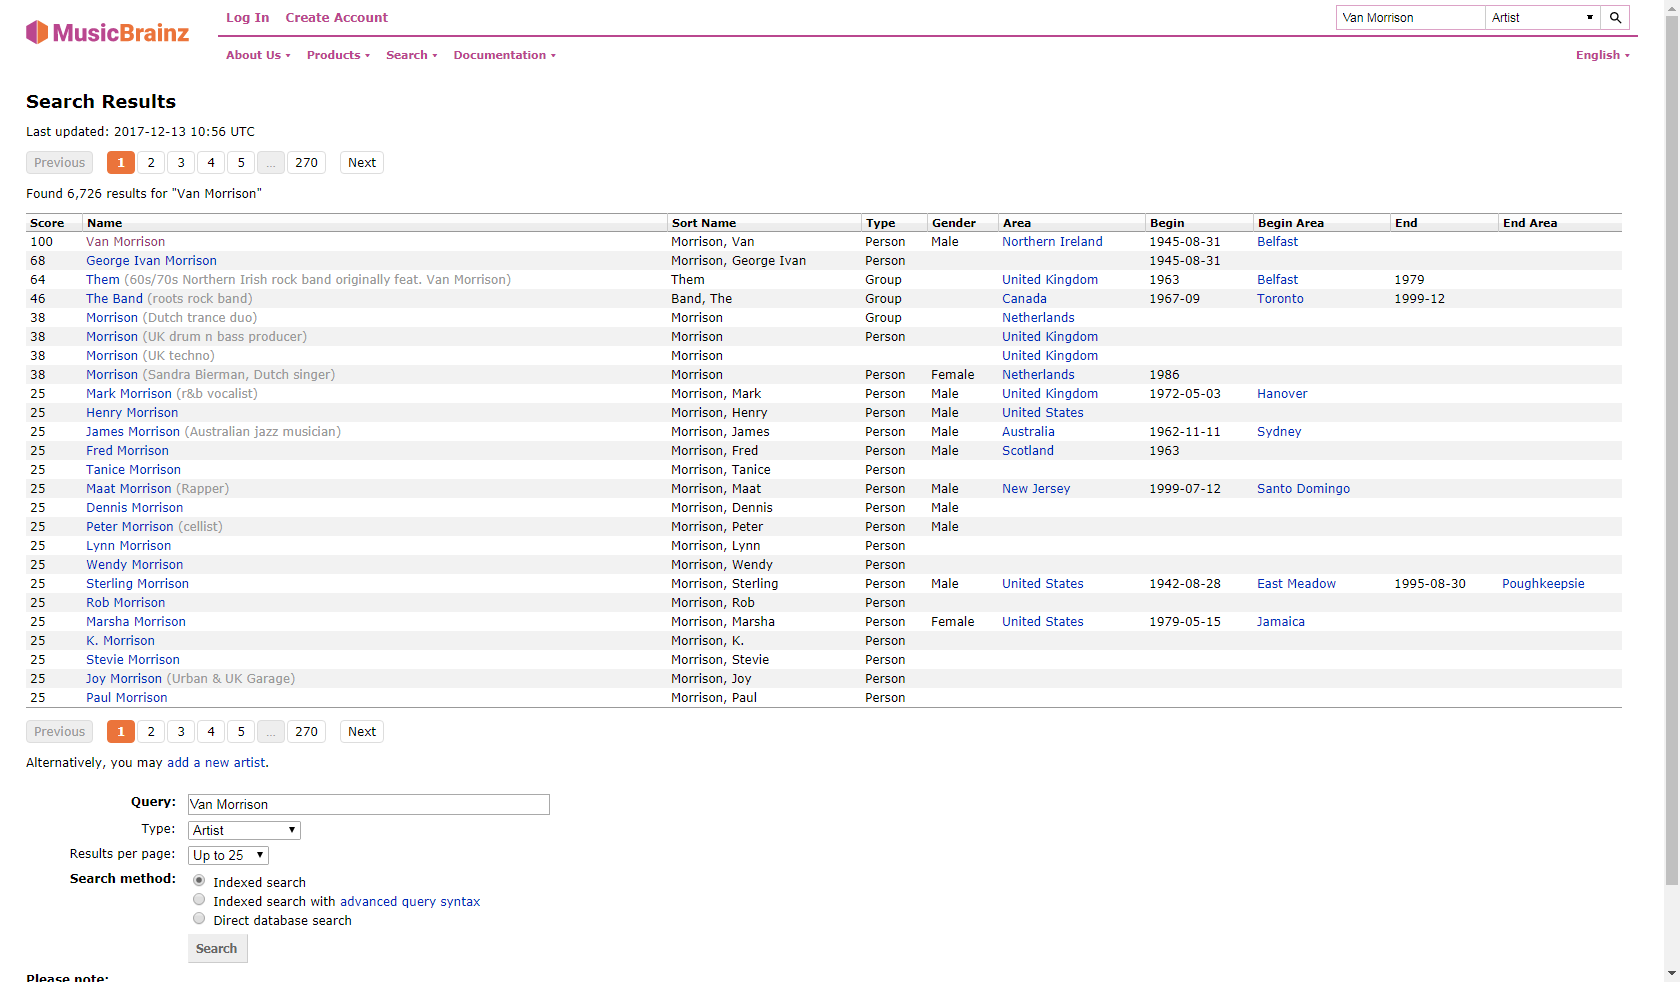 MusicBrainz
Log In Create Account
Van Morrison Artist
About Us Products Search Documentation English
Search Results
Last updated: 2017-12-13 10:56 UTC
Previous 1 2 3 4 5 ... 270 Next
Found 6,726 results for "Van Morrison"
Score Name Sort Name Type Gender Area Begin Begin Area End End Area
100 Van Morrison Morrison, Van Person Male Northern Ireland 1945-08-31 Belfast
68 George Ivan Morrison Morrison, George Ivan Person 1945-08-31
64 Them (60s/70s Northern Irish rock band originally feat. Van Morrison) Them Group United Kingdom 1963 Belfast 1979
46 The Band (roots rock band) Band, The Group Canada 1967-09 Toronto 1999-12
38 Morrison (Dutch trance duo) Morrison Group Netherlands
38 Morrison (UK drum n bass producer) Morrison Person United Kingdom
38 Morrison (UK techno) Morrison United Kingdom
38 Morrison (Sandra Bierman, Dutch singer) Morrison Person Female Netherlands 1986
25 Mark Morrison (r&b vocalist) Morrison, Mark Person Male United Kingdom 1972-05-03 Hanover
25 Henry Morrison Morrison, Henry Person Male United States
25 James Morrison (Australian jazz musician) Morrison, James Person Male Australia 1962-11-11 Sydney
25 Fred Morrison Morrison, Fred Person Male Scotland 1963
25 Tanice Morrison Morrison, Tanice Person
25 Maat Morrison (Rapper) Morrison, Maat Person Male New Jersey 1999-07-12 Santo Domingo
25 Dennis Morrison Morrison, Dennis Person Male
25 Peter Morrison (cellist) Morrison, Peter Person Male
25 Lynn Morrison Morrison, Lynn Person
25 Wendy Morrison Morrison, Wendy Person
25 Sterling Morrison Morrison, Sterling Person Male United States 1942-08-28 East Meadow 1995-08-30 Poughkeepsie
25 Rob Morrison Morrison, Rob Person
25 Marsha Morrison Morrison, Marsha Person Female United States 1979-05-15 Jamaica
25 K. Morrison Morrison, K. Person
25 Stevie Morrison Morrison, Stevie Person
25 Joy Morrison (Urban & UK Garage) Morrison, Joy Person
25 Paul Morrison Morrison, Paul Person
Previous 1 2 3 4 5 ... 270 Next
Alternatively, you may add a new artist.
Query: Van Morrison
Type: Artist
Results per page: Up to 25
Search method: Indexed search
Indexed search with advanced query syntax
Direct database search
Search
Please note: